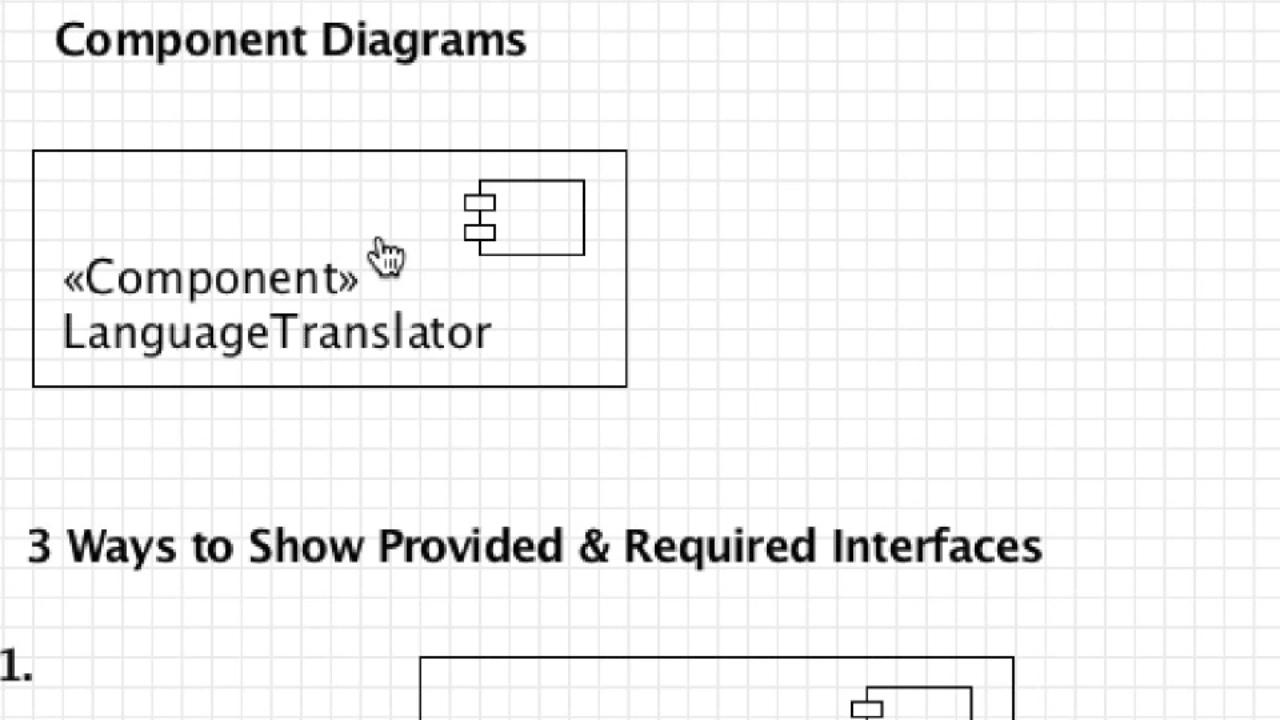 Component Diagrams
«Component»
LanguageTranslator
3 Ways to Show Provided & Required Interfaces
1.